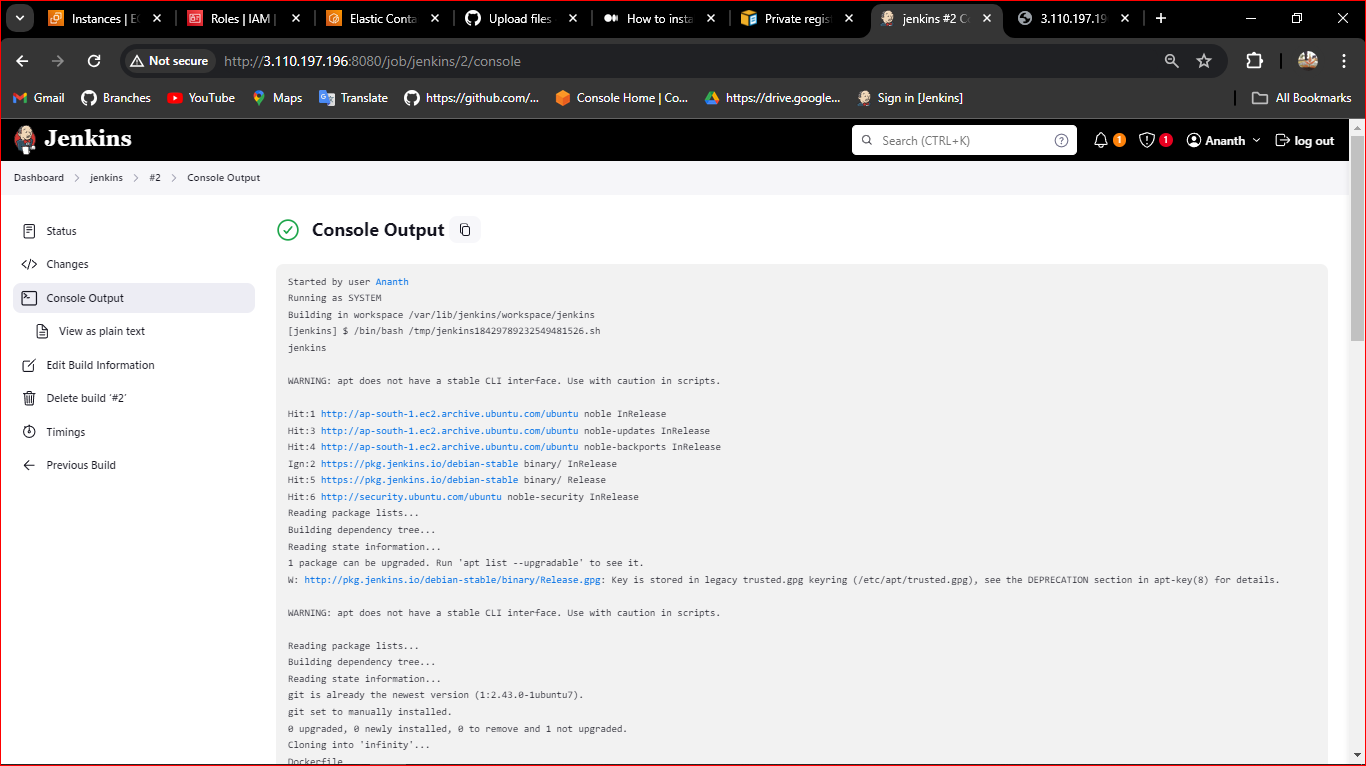 Instances | E
Roles | IAM |
Elastic Conta
Upload files
How to insta
Private regis
jenkins #2 Co
3.110.197.19
Not secure
http://3.110.197.196:8080/job/jenkins/2/console
Gmail
Branches
YouTube
Maps
Translate
https://github.com/...
Console Home | Co...
https://drive.google...
Sign in [Jenkins]
All Bookmarks
Jenkins
Search (CTRL+K)
1
1
Ananth
log out
Dashboard > jenkins > #2 > Console Output
Status
Changes
Console Output
View as plain text
Edit Build Information
Delete build '#2'
Timings
Previous Build
Console Output
Started by user Ananth
Running as SYSTEM
Building in workspace /var/lib/jenkins/workspace/jenkins
[jenkins] $ /bin/bash /tmp/jenkins18429789232549481526.sh
jenkins
WARNING: apt does not have a stable CLI interface. Use with caution in scripts.
Hit:1 http://ap-south-1.ec2.archive.ubuntu.com/ubuntu noble InRelease
Hit:3 http://ap-south-1.ec2.archive.ubuntu.com/ubuntu noble-updates InRelease
Hit:4 http://ap-south-1.ec2.archive.ubuntu.com/ubuntu noble-backports InRelease
Ign:2 https://pkg.jenkins.io/debian-stable binary/ InRelease
Hit:5 https://pkg.jenkins.io/debian-stable binary/ Release
Hit:6 http://security.ubuntu.com/ubuntu noble-security InRelease
Reading package lists...
Building dependency tree...
Reading state information...
1 package can be upgraded. Run 'apt list --upgradable' to see it.
W: http://pkg.jenkins.io/debian-stable/binary/Release.gpg: Key is stored in legacy trusted.gpg keyring (/etc/apt/trusted.gpg), see the DEPRECATION section in apt-key(8) for details.
WARNING: apt does not have a stable CLI interface. Use with caution in scripts.
Reading package lists...
Building dependency tree...
Reading state information...
git is already the newest version (1:2.43.0-1ubuntu7).
git set to manually installed.
0 upgraded, 0 newly installed, 0 to remove and 1 not upgraded.
Cloning into 'infinity'...
Dockerfile